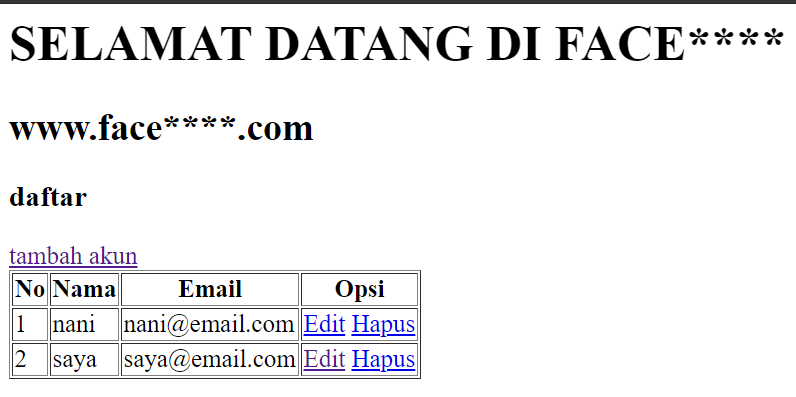 SELAMAT DATANG DI FACE****
www.face****.com
daftar
tambah akun
No Nama Email Opsi
1 nani nani@email.com Edit Hapus
2 saya saya@email.com Edit Hapus